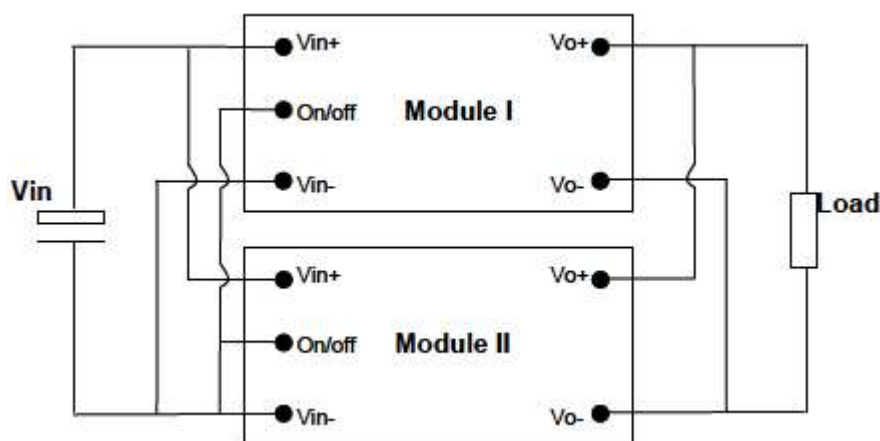 Vin+
Vo+
On/off
Module I
Vin-
Vo-
Vin
Load
Vin+
Vo+
On/off
Module II
Vin-
Vo-